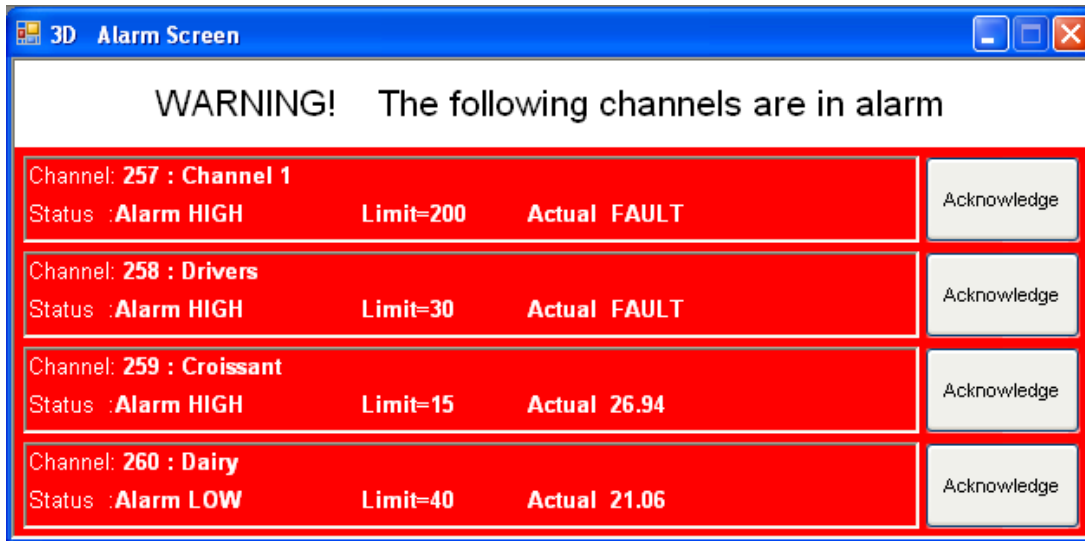 3D Alarm Screen
WARNING! The following channels are in alarm
Channel: 257 : Channel 1
Status :Alarm HIGH Limit=200 Actual FAULT
Acknowledge
Channel: 258 : Drivers
Status :Alarm HIGH Limit=30 Actual FAULT
Acknowledge
Channel: 259 : Croissant
Status :Alarm HIGH Limit=15 Actual 26.94
Acknowledge
Channel: 260 : Dairy
Status :Alarm LOW Limit=40 Actual 21.06
Acknowledge